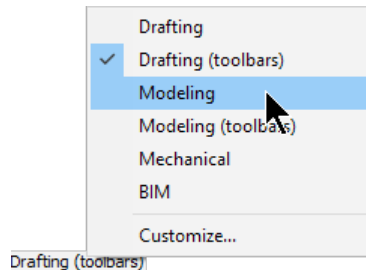 Drafting
Drafting (toolbars)
Modeling
Modeling (toolbars)
Mechanical
BIM
Customize...
Drafting (toolbars)